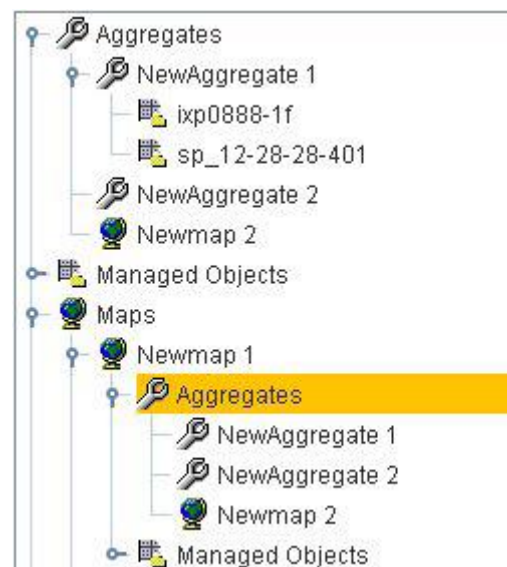 Aggregates
NewAggregate 1
ixp0888-1f
sp_12-28-28-401
NewAggregate 2
Newmap 2
Managed Objects
Maps
Newmap 1
Aggregates
NewAggregate 1
NewAggregate 2
Newmap 2
Managed Objects